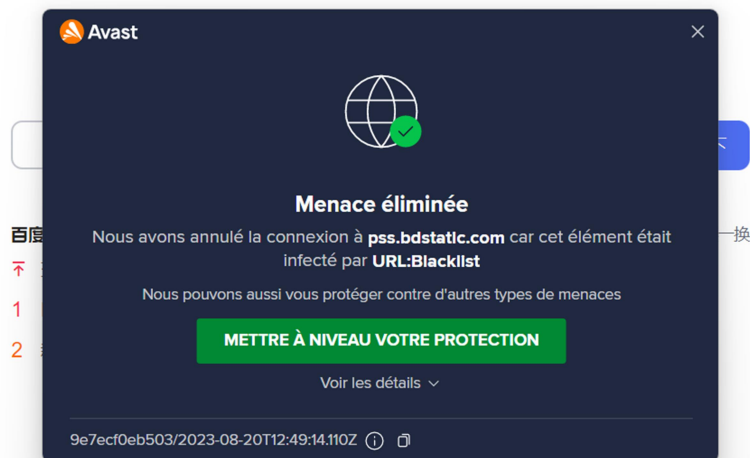 Avast
Menace éliminée
Nous avons annulé la connexion à pss.bdstatic.com car cet élément était
infecté par URL:Blacklist
百度
一换
Nous pouvons aussi vous protéger contre d'autres types de menaces
1
METTRE À NIVEAU VOTRE PROTECTION
2
Voir les détails
9e7ecf0eb503/2023-08-20T12:49:14.110Z